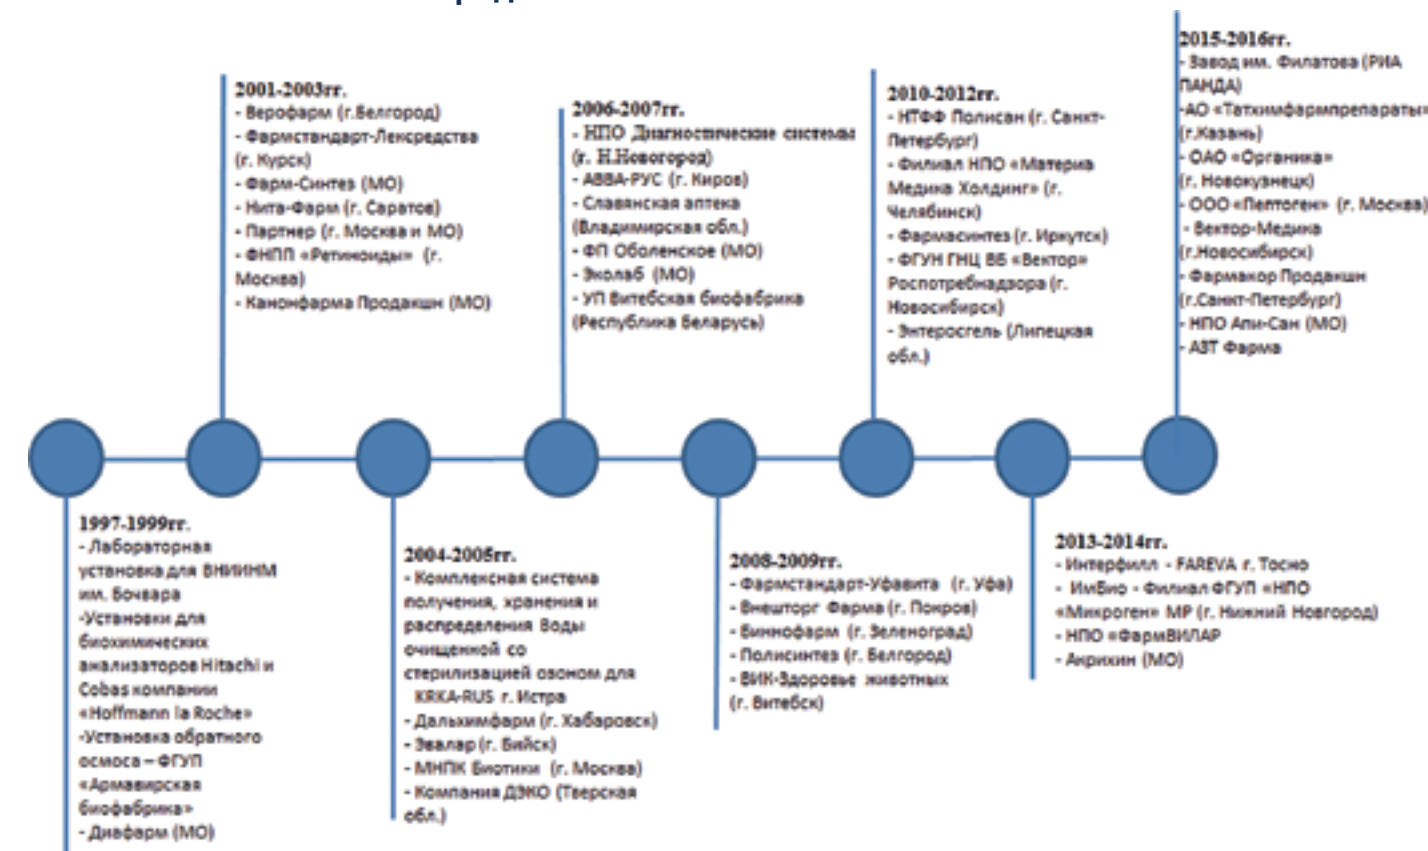 2001-2003гг.
- Верофарм (г.Белгород)
- Фармстандарт-Лексредства
(г. Курск)
- Фарм-Синтез (МО)
- Нита-Фарм (г. Саратов)
- Партнер (г. Москва и МО)
- ФНПП «Ретиноиды» (г.
Москва)
- Канонфарма Продакшн (МО)
2006-2007гг.
- НПО Диагностические системы
(г. Н.Новогород)
- АВВА-РУС (г. Киров)
- Славянская аптека
(Владимирская обл.)
- ФП Оболенское (МО)
- Эколаб (МО)
- УП Витебская биофабрика
(Республика Беларусь)
2010-2012гг.
- НТФФ Полисан (г. Санкт-
Петербург)
- Филиал НПО «Материа
Медика Холдинг» (г.
Челябинск)
- Фармасинтез (г. Иркутск)
- ФГУН ГНЦ ВБ «Вектор»
Роспотребнадзора (г.
Новосибирск)
- Энтеросгель (Липецкая
обл.)
2015-2016гг.
- Завод им. Филатова (РИА
ПАНДА)
-АО «Татхимфармпрепараты»
(г.Казань)
- ОАО «Органика»
(г. Новокузнецк)
- ООО «Пептоген» (г. Москва)
- Вектор-Медика
(г.Новосибирск)
- Фармакор Продакшн
(г.Санкт-Петербург)
- НПО Апи-Сан (МО)
- АЗТ Фарма
1997-1999гг.
- Лабораторная
установка для ВНИИНМ
им. Бочвара
-Установки для
биохимических
анализаторов Hitachi и
Cobas компании
«Hoffmann la Roche»
-Установка обратного
осмоса – ФГУП
«Армавирская
биофабрика»
- Диафарм (МО)
2004-2005гг.
- Комплексная система
получения, хранения и
распределения Воды
очищенной со
стерилизацией озоном для
KRKA-RUS г. Истра
- Дальхимфарм (г. Хабаровск)
- Эвалар (г. Бийск)
- МНПК Биотики (г. Москва)
- Компания ДЭКО (Тверская
обл.)
2008-2009гг.
- Фармстандарт-Уфавита (г. Уфа)
- Внешторг Фарма (г. Покров)
- Биннофарм (г. Зеленоград)
- Полисинтез (г. Белгород)
- ВИК-Здоровье животных
(г. Витебск)
2013-2014гг.
- Интерфилл - FAREVA г. Тосно
- ИмБио - Филиал ФГУП «НПО
«Микроген» МР (г. Нижний Новгород)
- НПО «ФармВИЛАР
- Акрихин (МО)